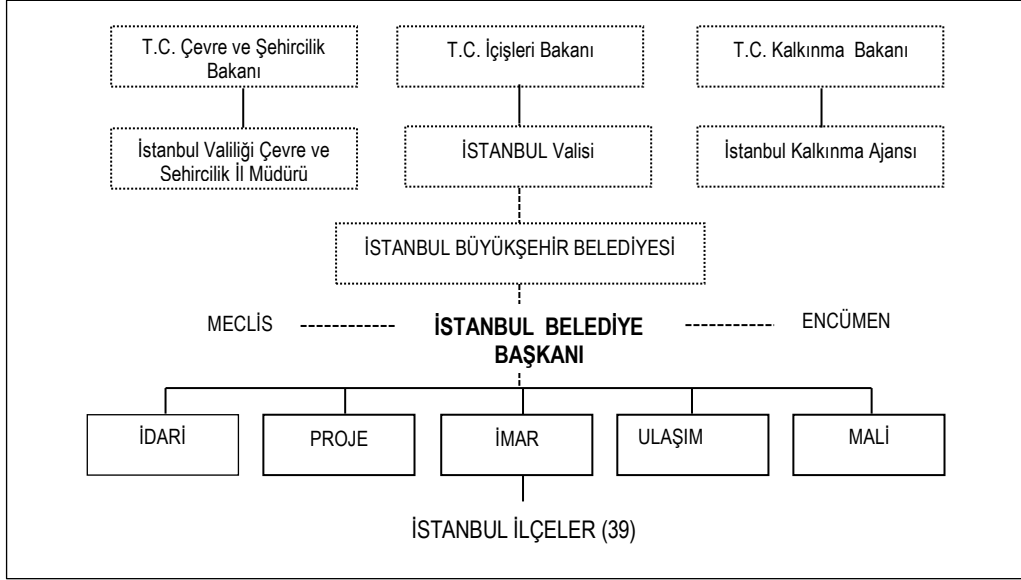 T.C. Çevre ve Şehircilik
Bakanı
T.C. İçişleri Bakanı
T.C. Kalkınma Bakanı
İstanbul Valiliği Çevre ve
Sehircilik İl Müdürü
İSTANBUL Valisi
İstanbul Kalkınma Ajansı
İSTANBUL BÜYÜKŞEHİR BELEDİYESİ
MECLİS
İSTANBUL BELEDİYE
BAŞKANI
ENCÜMEN
İDARİ
PROJE
İMAR
ULAŞIM
MALİ
İSTANBUL İLÇELER (39)